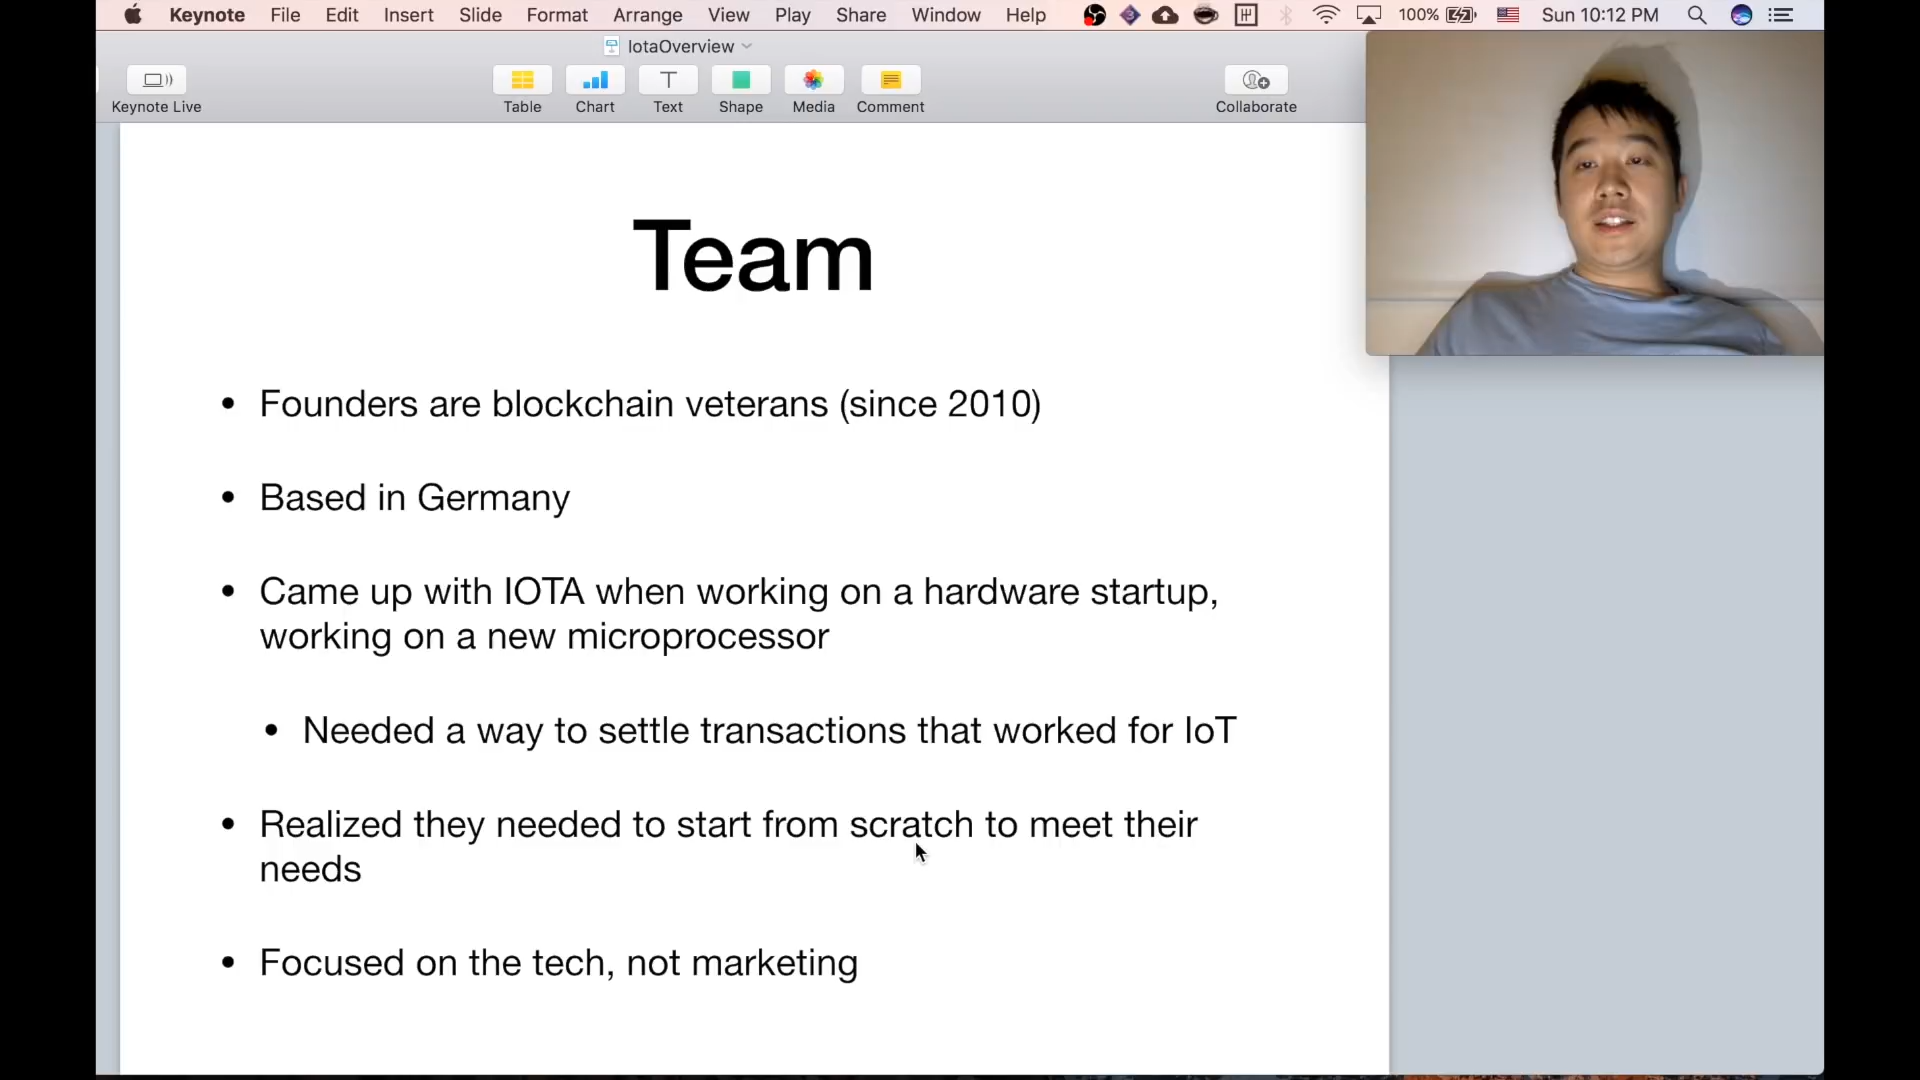 Keynote File Edit Insert Slide Format Arrange View Play Share Window Help 100% Sun 10:12 PM
IotaOverview
Keynote Live Table Chart Text Shape Media Comment Collaborate
Team
• Founders are blockchain veterans (since 2010)
• Based in Germany
• Came up with IOTA when working on a hardware startup,
working on a new microprocessor
• Needed a way to settle transactions that worked for IoT
• Realized they needed to start from scratch to meet their
needs
• Focused on the tech, not marketing